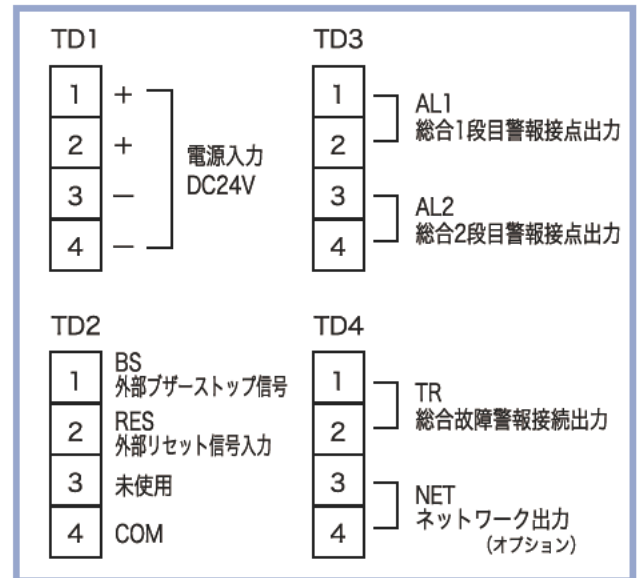 TD1
1 +
2 +
3 −
4 −
電源入力
DC24V
TD3
1
2
3
4
AL1
総合1段目警報接点出力
AL2
総合2段目警報接点出力
TD2
1
BS
外部ブザーストップ信号
2
RES
外部リセット信号入力
3 未使用
4 COM
TD4
1
2
3
4
TR
総合故障警報接続出力
NET
ネットワーク出力
(オプション)